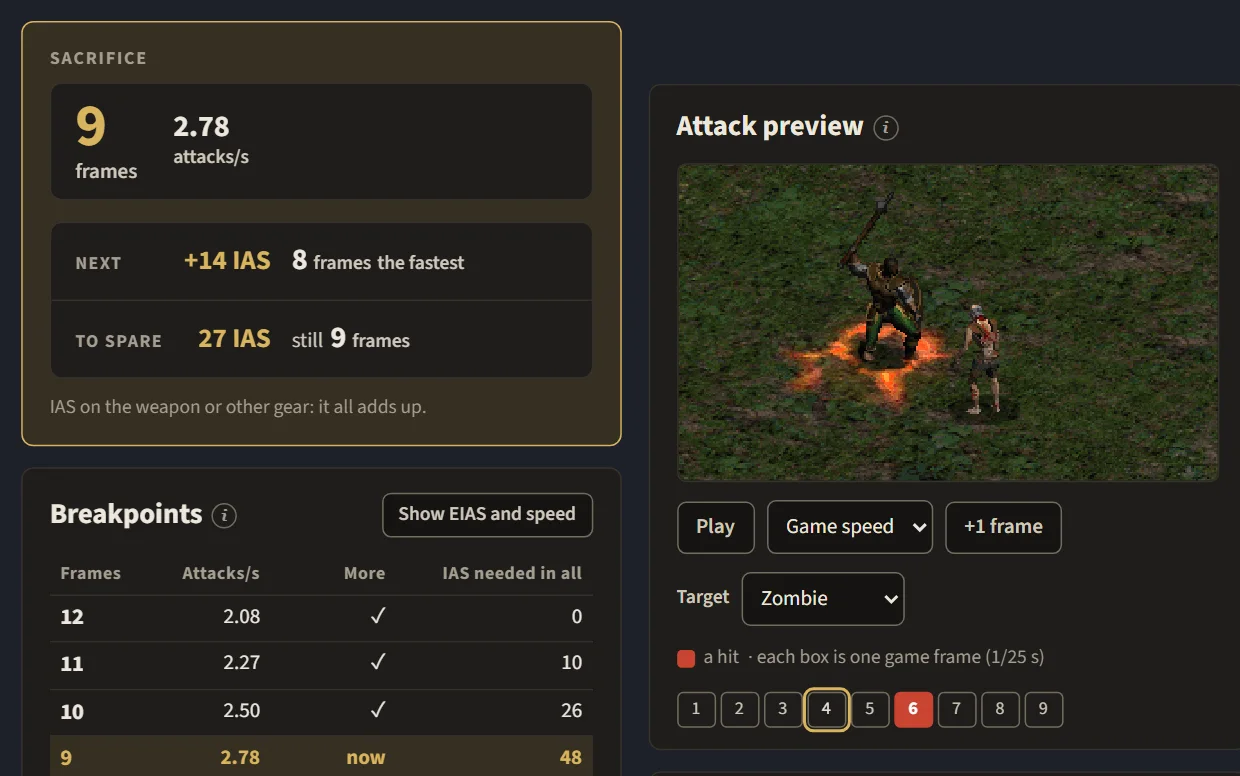 SACRIFICE
9
frames
2.78
attacks/s
NEXT +14 IAS 8 frames the fastest
TO SPARE 27 IAS still 9 frames
IAS on the weapon or other gear: it all adds up.
Breakpoints i Show EIAS and speed
Frames Attacks/s More IAS needed in all
12 2.08 ✓ 0
11 2.27 ✓ 10
10 2.50 ✓ 26
9 2.78 now 48
Attack preview i
Play Game speed +1 frame
Target Zombie
a hit · each box is one game frame (1/25 s)
1 2 3 4 5 6 7 8 9